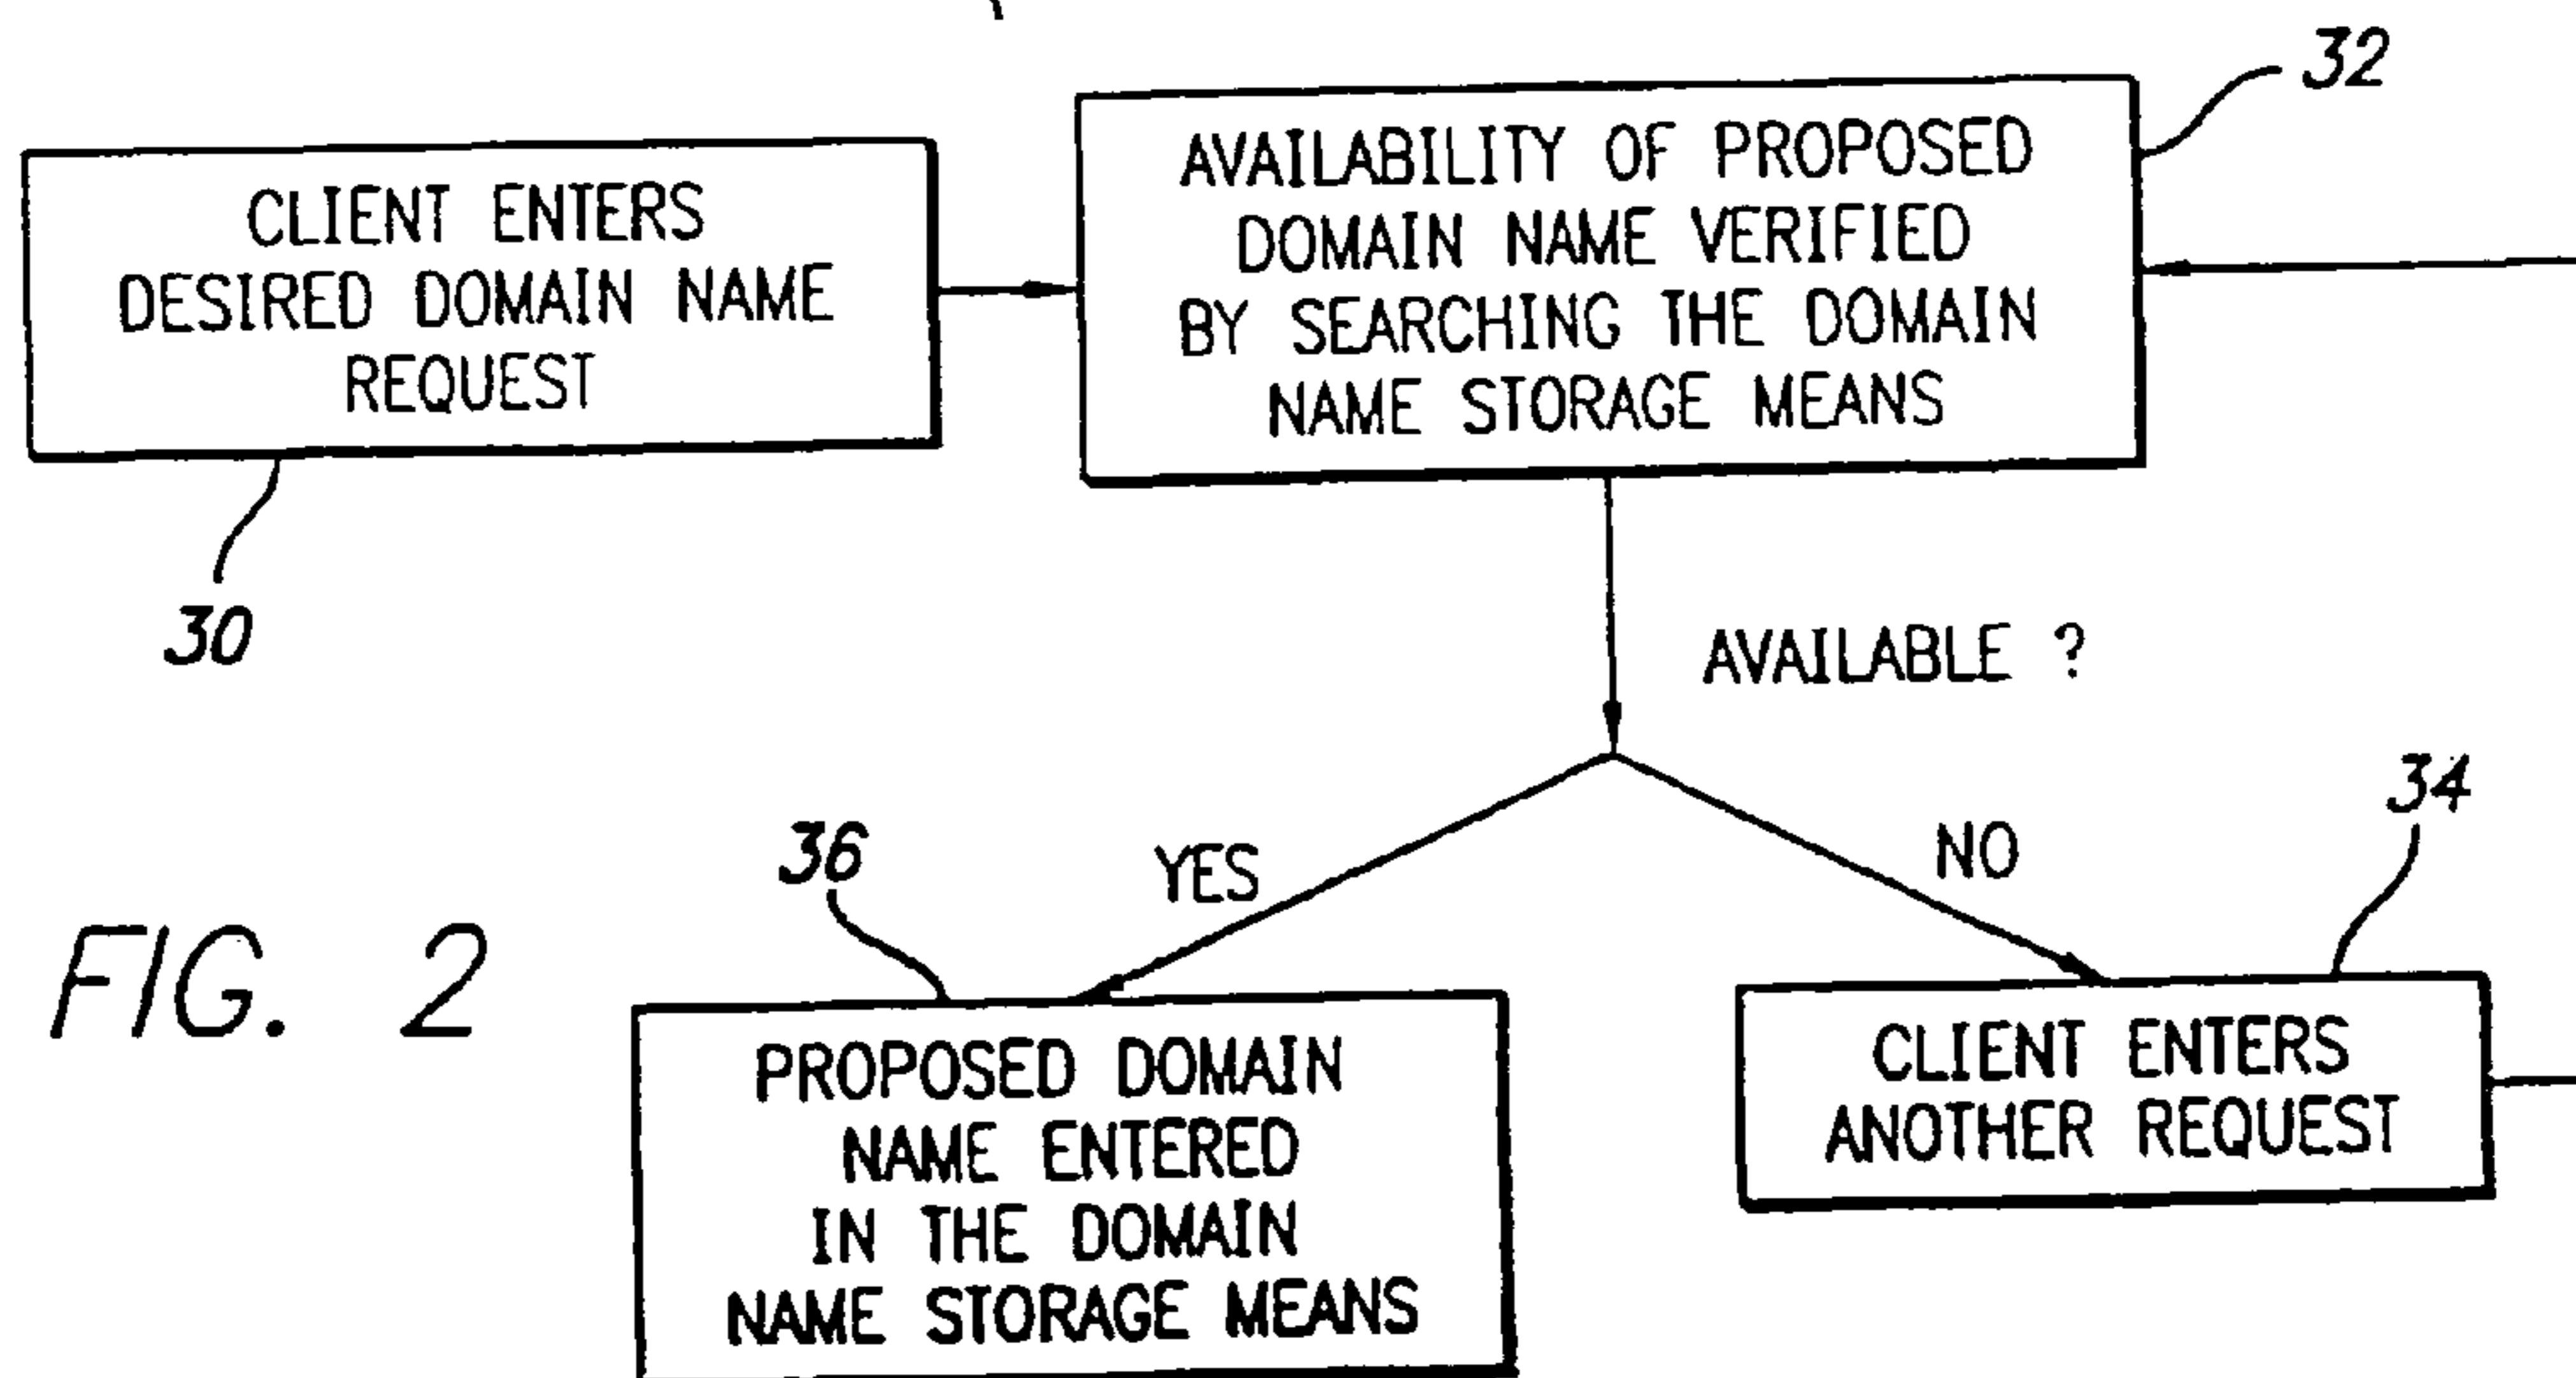 32
CLIENT ENTERS
DESIRED DOMAIN NAME
REQUEST
30
AVAILABILITY OF PROPOSED
DOMAIN NAME VERIFIED
BY SEARCHING THE DOMAIN
NAME STORAGE MEANS
AVAILABLE ?
YES
NO
36
34
FIG. 2
PROPOSED DOMAIN
NAME ENTERED
IN THE DOMAIN
NAME STORAGE MEANS
CLIENT ENTERS
ANOTHER REQUEST